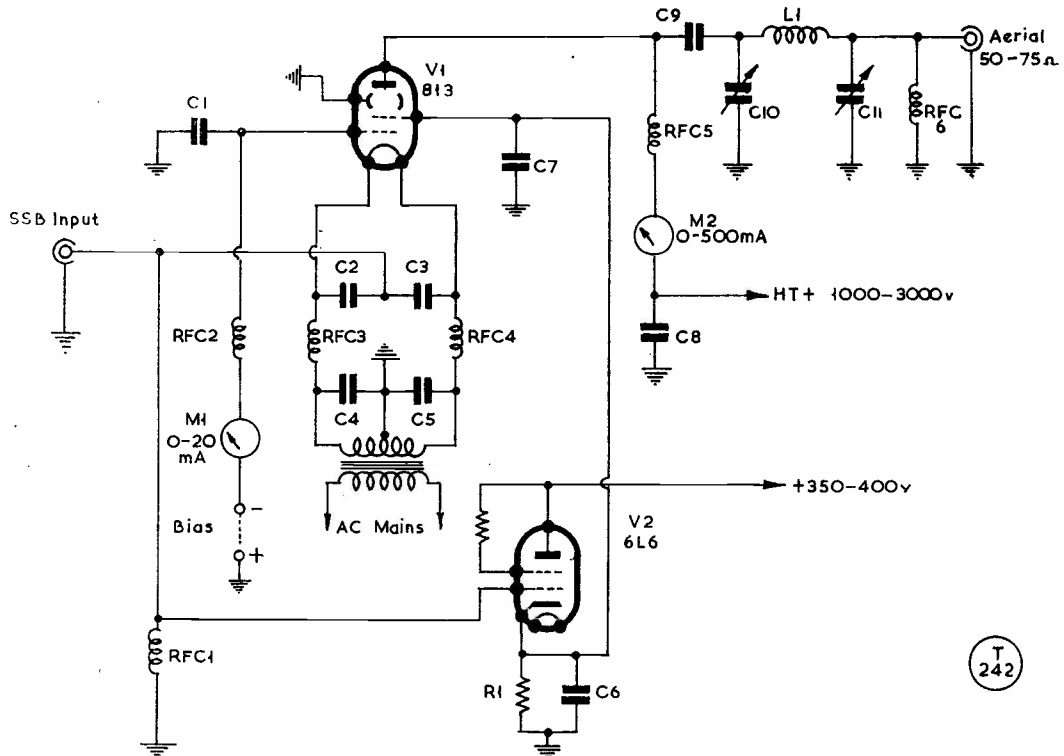 C9
L1
Aerial
50-75Ω
V1
813
C1
C10
C11
RFC
6
RFC5
C7
SSB Input
M2
0-500mA
C2
C3
HT+ 1000-3000v
RFC2
RFC3
RFC4
C8
C4
C5
M1
0-20
mA
+350-400v
Bias
-
+
AC Mains
V2
6L6
RFC1
R1
C6
T
242